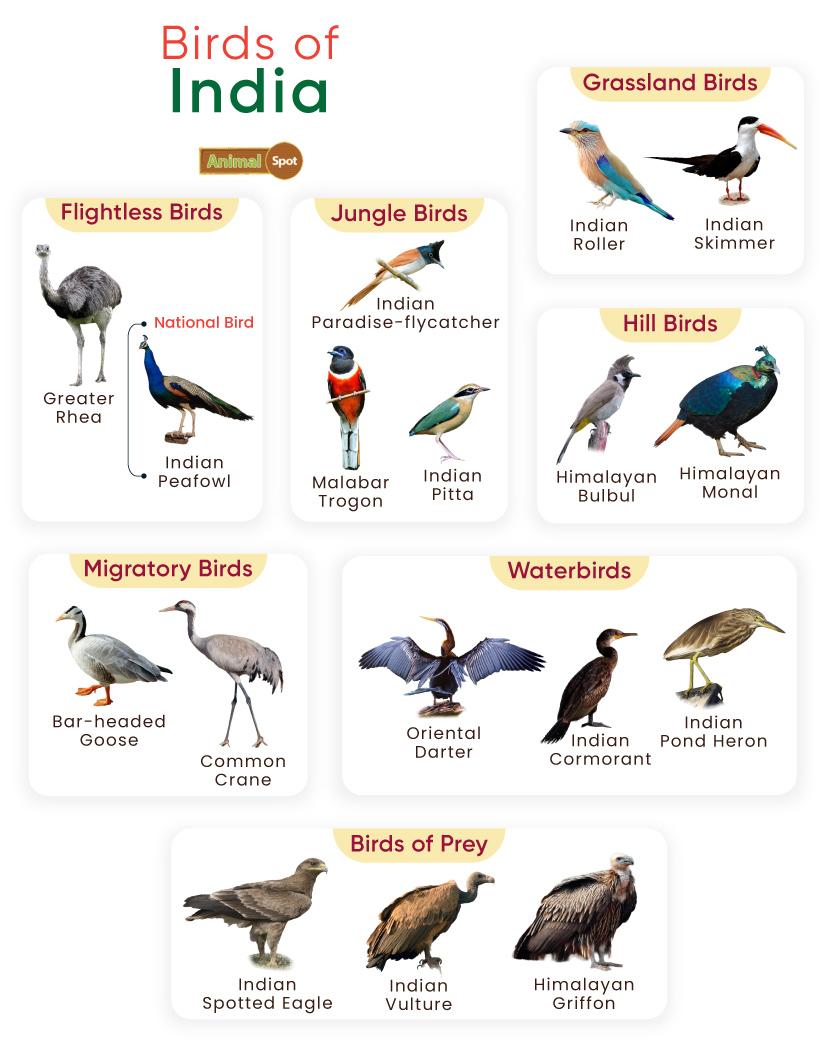 Birds of
India
Animal Spot
Grassland Birds
Indian
Roller
Indian
Skimmer
Flightless Birds
Greater
Rhea
National Bird
Indian
Peafowl
Jungle Birds
Indian
Paradise-flycatcher
Malabar
Trogon
Indian
Pitta
Hill Birds
Himalayan
Bulbul
Himalayan
Monal
Migratory Birds
Bar-headed
Goose
Common
Crane
Waterbirds
Oriental
Darter
Indian
Cormorant
Indian
Pond Heron
Birds of Prey
Indian
Spotted Eagle
Indian
Vulture
Himalayan
Griffon